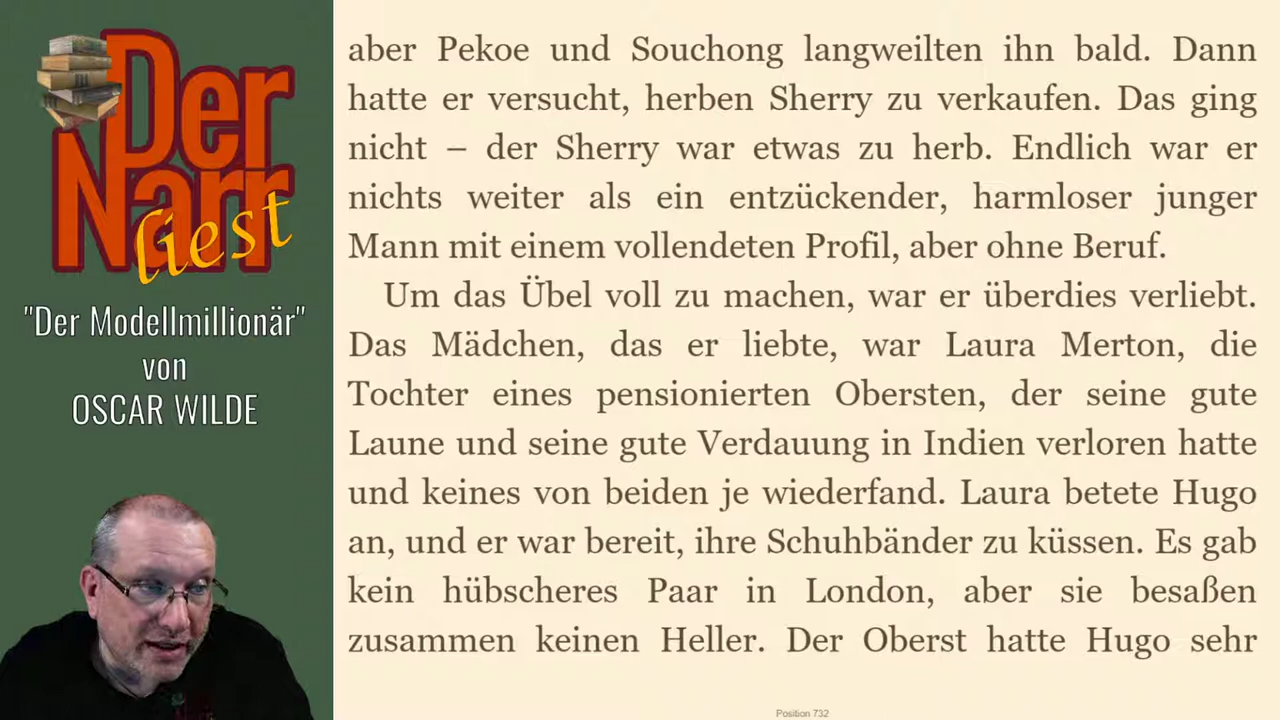 Der
Narr
liest
"Der Modellmillionär"
von
OSCAR WILDE
aber Pekoe und Souchong langweilten ihn bald. Dann
hatte er versucht, herben Sherry zu verkaufen. Das ging
nicht – der Sherry war etwas zu herb. Endlich war er
nichts weiter als ein entzückender, harmloser junger
Mann mit einem vollendeten Profil, aber ohne Beruf.
Um das Übel voll zu machen, war er überdies verliebt.
Das Mädchen, das er liebte, war Laura Merton, die
Tochter eines pensionierten Obersten, der seine gute
Laune und seine gute Verdauung in Indien verloren hatte
und keines von beiden je wiederfand. Laura betete Hugo
an, und er war bereit, ihre Schuhbänder zu küssen. Es gab
kein hübscheres Paar in London, aber sie besaßen
zusammen keinen Heller. Der Oberst hatte Hugo sehr
Position 732